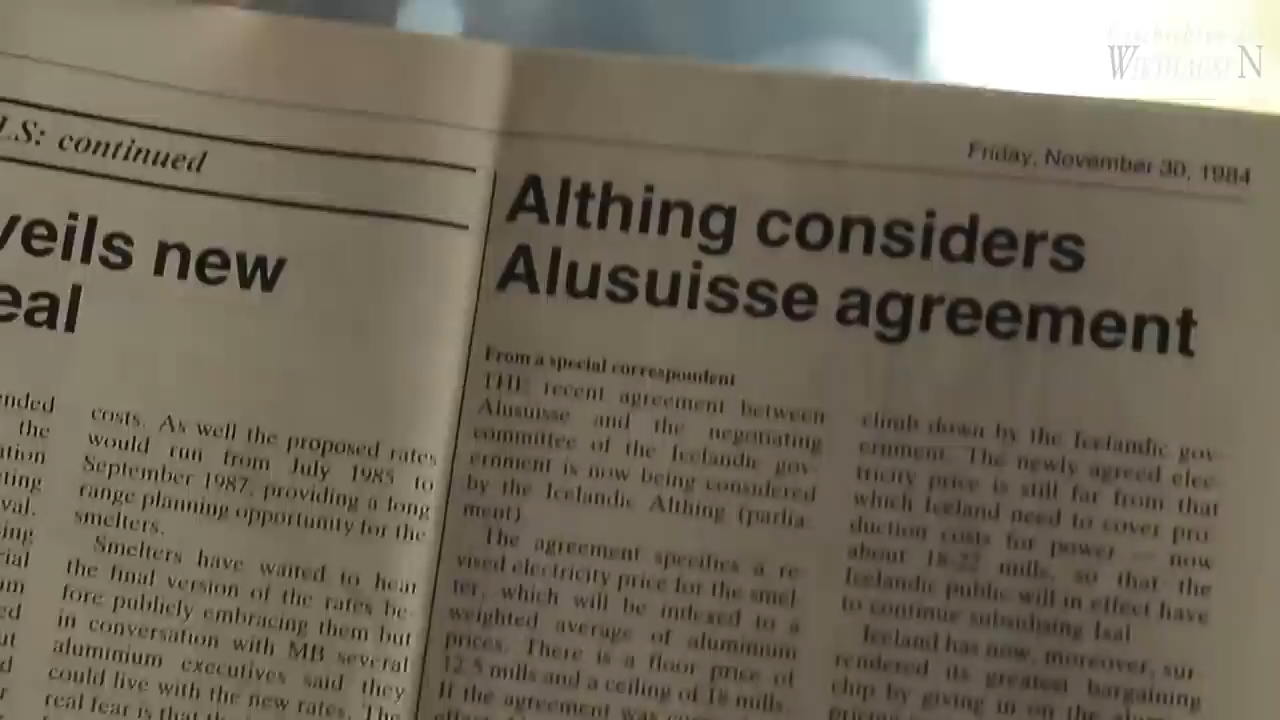 WIETHAUSEN
LS: continued
veils new
eal
nded
the
ation
eting
val.
ing
rial
um
ed
ut
d
r
costs. As well the proposed rates
would run from July 1985 to
September 1987, providing a long
range planning opportunity for the
smelters.
Smelters have waited to hear
the final version of the rates be-
fore publicly embracing them but
in conversation with MB several
aluminium executives said they
could live with the new rates. The
real fear is that
Friday, November 30, 1984
Althing considers
Alusuisse agreement
From a special correspondent
THE recent agreement between
Alusuisse and the negotiating
committee of the Icelandic gov-
ernment is now being considered
by the Icelandic Althing (parlia-
ment).
The agreement specifies a re-
vised electricity price for the smel-
ter, which will be indexed to a
weighted average of aluminium
prices. There is a floor price of
12.5 mills and a ceiling of 18 mills.
If the agreement was
climb down by the Icelandic gov-
ernment. The newly agreed elec-
tricity price is still far from that
which Iceland need to cover pro-
duction costs for power — now
about 18-22 mills, so that the
Icelandic public will in effect have
to continue subsidising Isal.
Iceland has now, moreover, sur-
rendered its greatest bargaining
chip by giving in on the